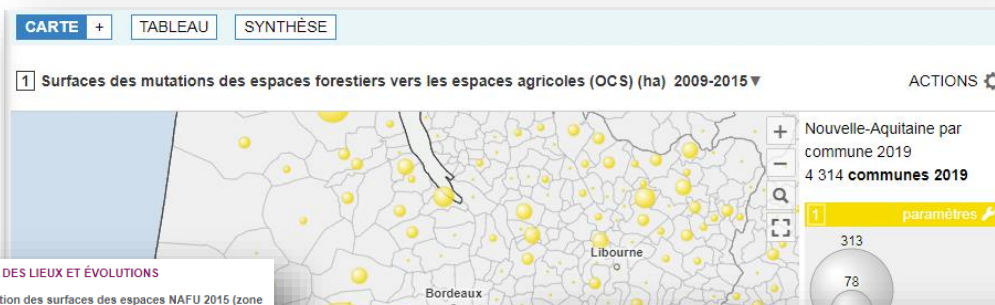 CARTE + TABLEAU SYNTHÈSE
1 Surfaces des mutations des espaces forestiers vers les espaces agricoles (OCS) (ha) 2009-2015▼ ACTIONS
+
−
Nouvelle-Aquitaine par
commune 2019
4 314 communes 2019
1 paramètres
313
78
Libourne
Bordeaux
DES LIEUX ET ÉVOLUTIONS
tion des surfaces des espaces NAFU 2015 (zone